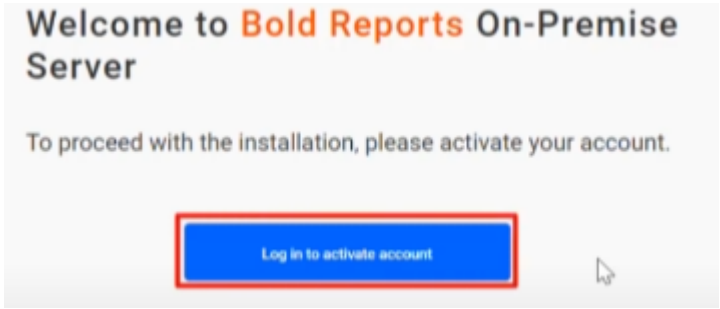 Welcome to Bold Reports On-Premise
Server
To proceed with the installation, please activate your account.
Log in to activate account